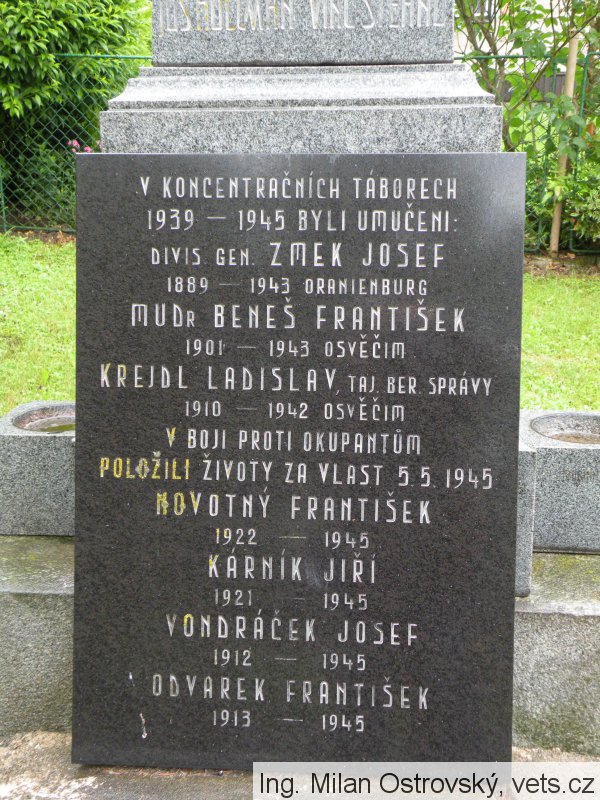 V KONCENTRAČNÍCH TÁBORECH
1939 — 1945 BYLI UMUČENI:
DIVIS GEN. ZMEK JOSEF
1889 — 1943 ORANIENBURG
MUDr BENEŠ FRANTIŠEK
1901 — 1943 OSVĚČIM
KREJDL LADISLAV, TAJ. BER. SPRÁVY
1910 — 1942 OSVĚČIM
V BOJI PROTI OKUPANTŮM
POLOŽILI ŽIVOTY ZA VLAST 5.5.1945
NOVOTNÝ FRANTIŠEK
1922 — 1945
KÁRNÍK JIŘÍ
1921 — 1945
VONDRÁČEK JOSEF
1912 — 1945
ODVAREK FRANTIŠEK
1913 — 1945
Ing. Milan Ostrovský, vets.cz